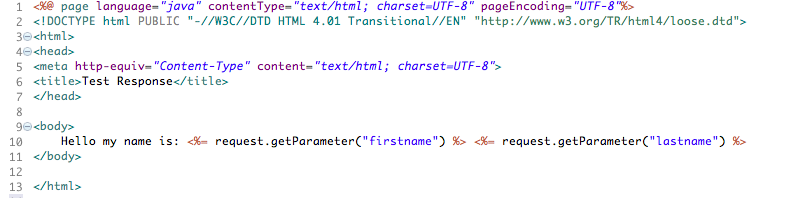 1 <%@ page language="java" contentType="text/html; charset=UTF-8" pageEncoding="UTF-8"%>
2 <!DOCTYPE html PUBLIC "-//W3C//DTD HTML 4.01 Transitional//EN" "http://www.w3.org/TR/html4/loose.dtd">
3 <html>
4 <head>
5 <meta http-equiv="Content-Type" content="text/html; charset=UTF-8">
6 <title>Test Response</title>
7 </head>
8
9 <body>
10 Hello my name is: <%= request.getParameter("firstname") %> <%= request.getParameter("lastname") %>
11 </body>
12
13 </html>